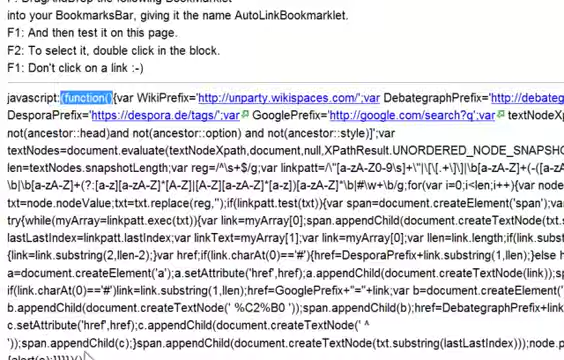 into your BookmarksBar, giving it the name AutoLinkBookmarklet.
F1: And then test it on this page.
F2: To select it, double click in the block.
F1: Don't click on a link :-)
javascript:(function(){var WikiPrefix='http://unparty.wikispaces.com/';var DebategraphPrefix='http://debateg
DesporaPrefix='https://despora.de/tags/';var GooglePrefix='http://google.com/search?q';var textNodeX
not(ancestor::head)and not(ancestor::option) and not(ancestor::style)]';var
textNodes=document.evaluate(textNodeXpath,document,null,XPathResult.UNORDERED_NODE_SNAPSHO
len=textNodes.snapshotLength;var reg=/^\s+$/g;var linkpatt=/\"[a-zA-Z0-9\s]+\"|\[\[.+\]\]|\b[a-zA-Z]+(-([a-zA
\b|\b[a-zA-Z]+(?:[a-z][a-zA-Z]*[A-Z]|[A-Z][a-zA-Z]*[a-z])[a-zA-Z]*\b|#\w+\b/g;for(var i=0;i<len;i++){var node
txt=node.nodeValue;txt=txt.replace(reg,'');if(linkpatt.test(txt)){var span=document.createElement('span');var
try{while(myArray=linkpatt.exec(txt)){var link=myArray[0];span.appendChild(document.createTextNode(txt.s
lastLastIndex=linkpatt.lastIndex;var linkText=myArray[1];var link=myArray[0];var llen=link.length;if(link.subst
{link=link.substring(2,llen-2);}var href;if(link.charAt(0)=='#'){href=DesporaPrefix+link.substring(1,llen);}else h
a=document.createElement('a');a.setAttribute('href',href);a.appendChild(document.createTextNode(link));sp
if(link.charAt(0)=='#')link=link.substring(1,llen);href=GooglePrefix+"="+link;var b=document.createElement('
b.appendChild(document.createTextNode(' %C2%B0 '));span.appendChild(b);href=DebategraphPrefix+link
c.setAttribute('href',href);c.appendChild(document.createTextNode(' ^
'));span.appendChild(c);}span.appendChild(document.createTextNode(txt.substring(lastLastIndex)));node.p